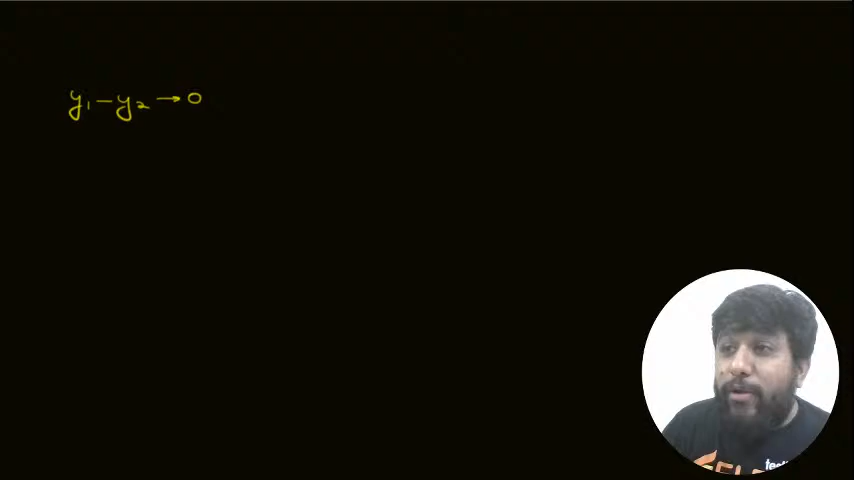 y₁ - y₂ → 0